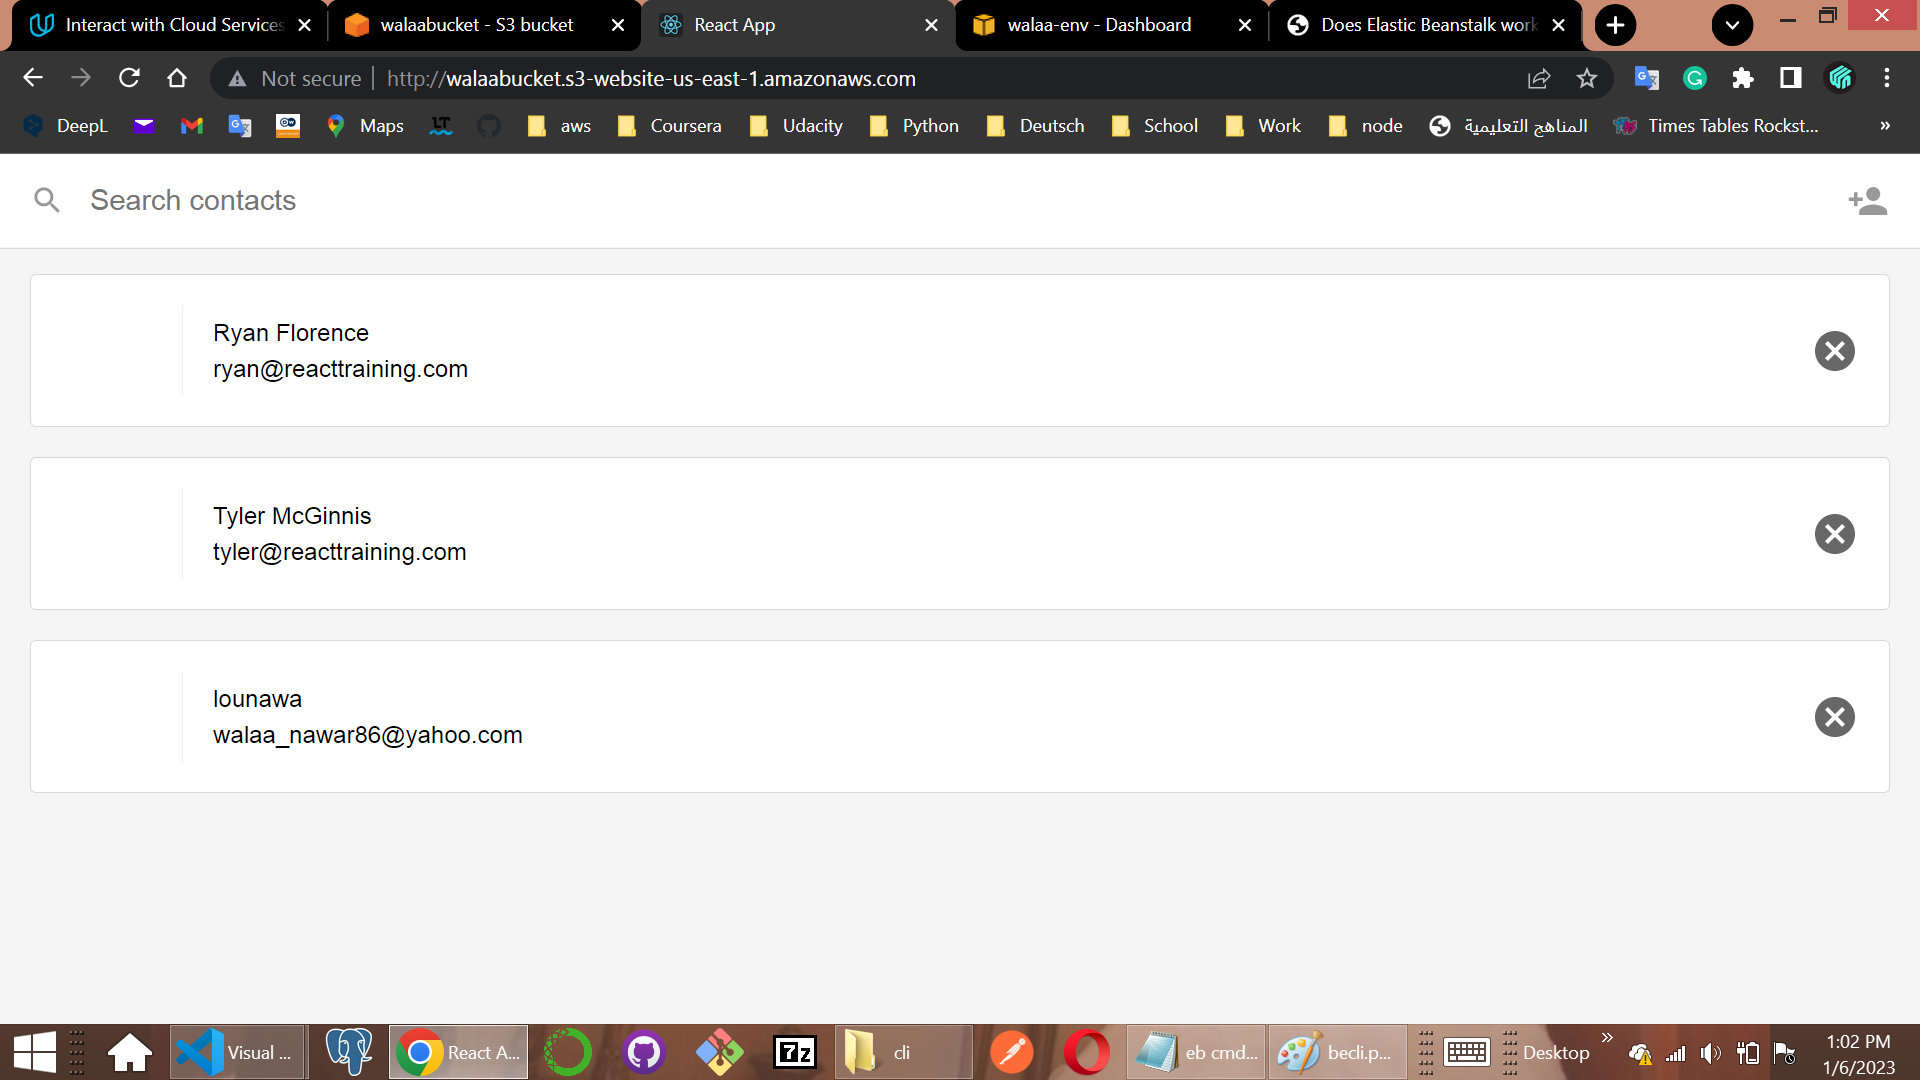 Interact with Cloud Services
walaabucket - S3 bucket
React App
walaa-env - Dashboard
Does Elastic Beanstalk work
Not secure
http://walaabucket.s3-website-us-east-1.amazonaws.com
DeepL
Maps
LT
aws
Coursera
Udacity
Python
Deutsch
School
Work
node
المناهج التعليمية
Times Tables Rockst...
»
Search contacts
Ryan Florence
ryan@reacttraining.com
Tyler McGinnis
tyler@reacttraining.com
lounawa
walaa_nawar86@yahoo.com
Visual ...
React A...
7z
cli
eb cmd...
becli.p...
Desktop
»
1:02 PM
1/6/2023